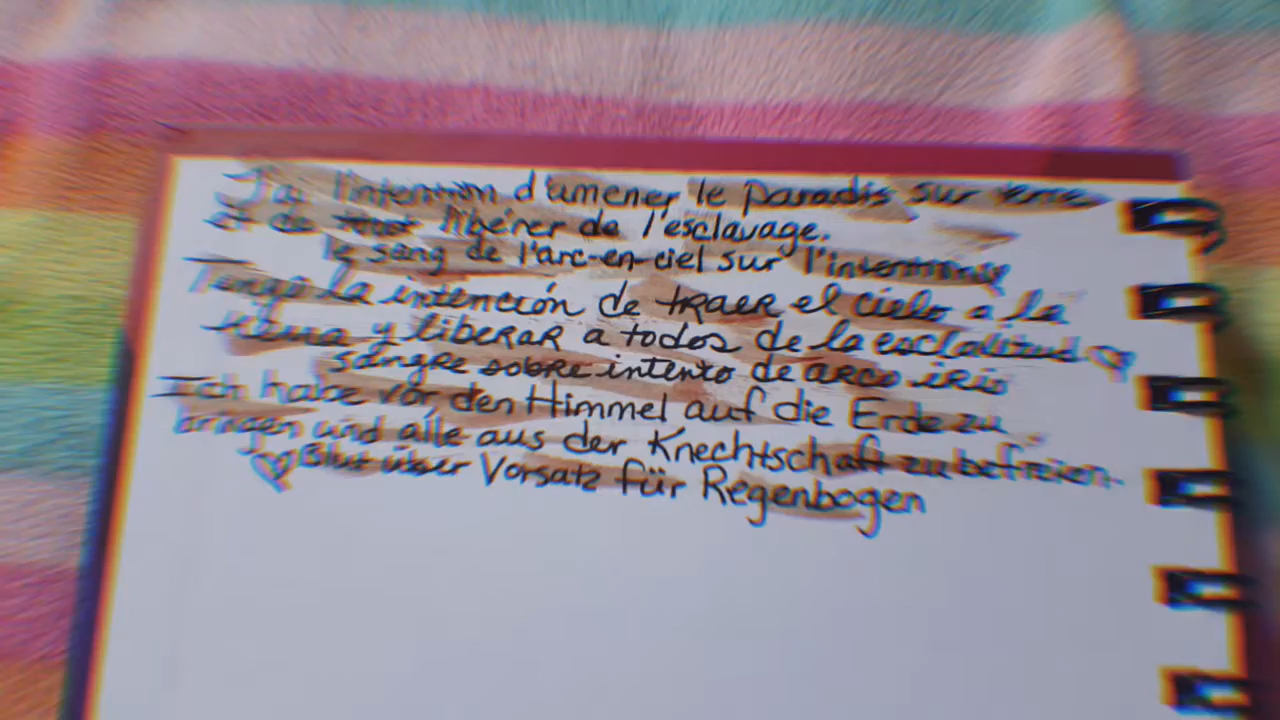 J'ai l'intention d'amener le paradis sur terre
et de libérer de l'esclavage.
le sang de l'arc-en-ciel sur
Tengo la intención de traer el cielo a la
y liberar a todos de la
sangre sobre intento de arco iris
Ich habe vor den Himmel auf die Erde zu
bringen und alle aus der Knechtschaft zu befreien.
Blut über Vorsatz für Regenbogen